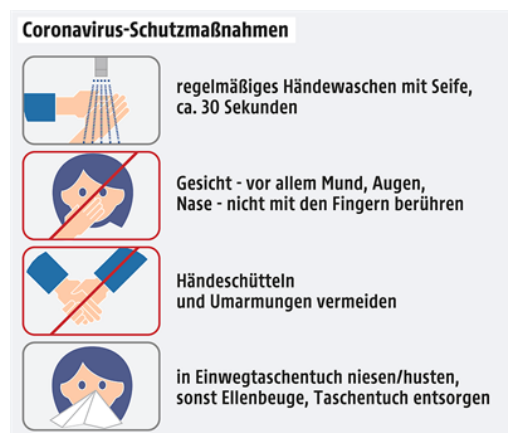 Coronavirus-Schutzmaßnahmen
regelmäßiges Händewaschen mit Seife,
ca. 30 Sekunden
Gesicht - vor allem Mund, Augen,
Nase - nicht mit den Fingern berühren
Händeschütteln
und Umarmungen vermeiden
in Einwegtaschentuch niesen/husten,
sonst Ellenbeuge, Taschentuch entsorgen